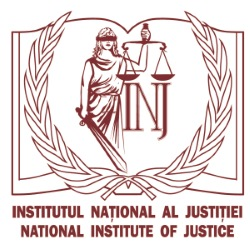 INJ
INSTITUTUL NAȚIONAL AL JUSTIȚIEI
NATIONAL INSTITUTE OF JUSTICE